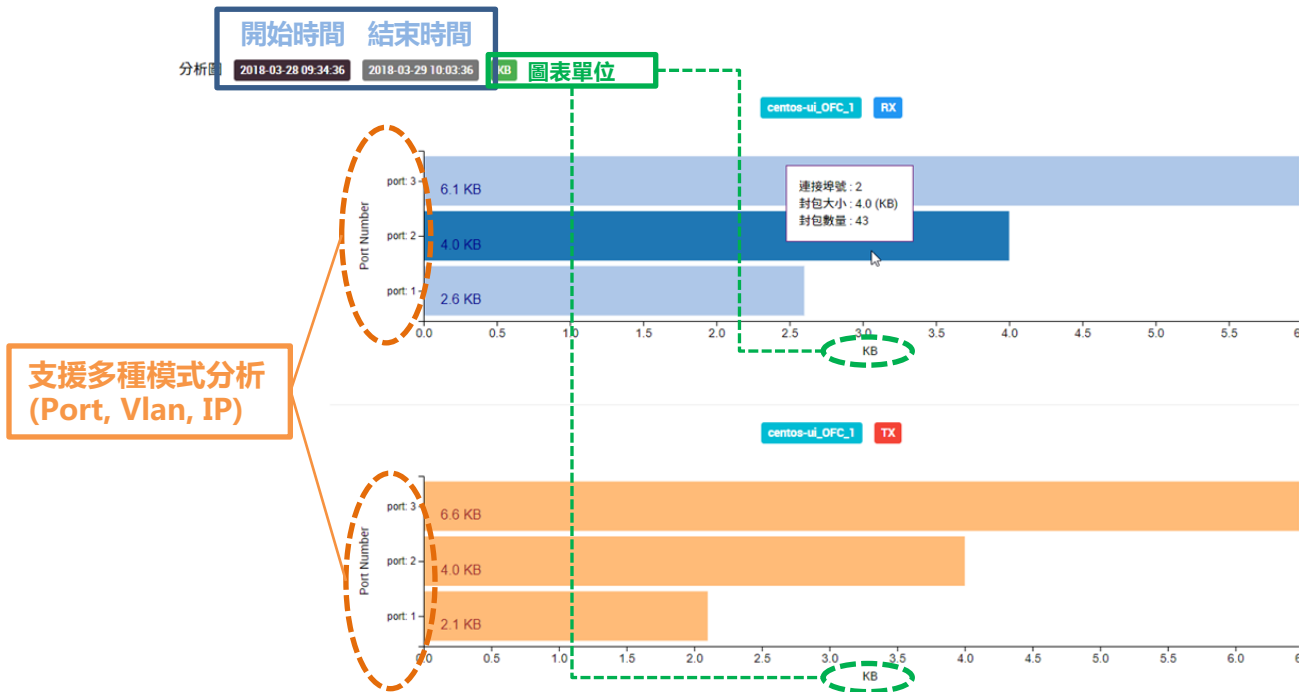 開始時間 結束時間
分析圖 2018-03-28 09:34:36 2018-03-29 10:03:36 KB 圖表單位
centos-ui_OFC_1 RX
Port Number
port: 3
6.1 KB
port: 2
4.0 KB
port: 1
2.6 KB
連接埠號 : 2
封包大小 : 4.0 (KB)
封包數量 : 43
0.0 0.5 1.0 1.5 2.0 2.5 3.0 3.5 4.0 4.5 5.0 5.5
KB
支援多種模式分析
(Port, Vlan, IP)
centos-ui_OFC_1 TX
Port Number
port: 3
6.6 KB
port: 2
4.0 KB
port: 1
2.1 KB
0.0 0.5 1.0 1.5 2.0 2.5 3.0 3.5 4.0 4.5 5.0 5.5 6.0
KB